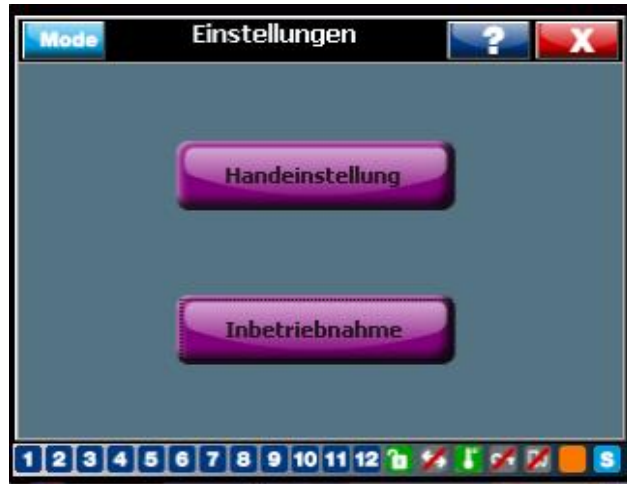 Mode Einstellungen ? X
Handeinstellung
Inbetriebnahme
1 2 3 4 5 6 7 8 9 10 11 12 S